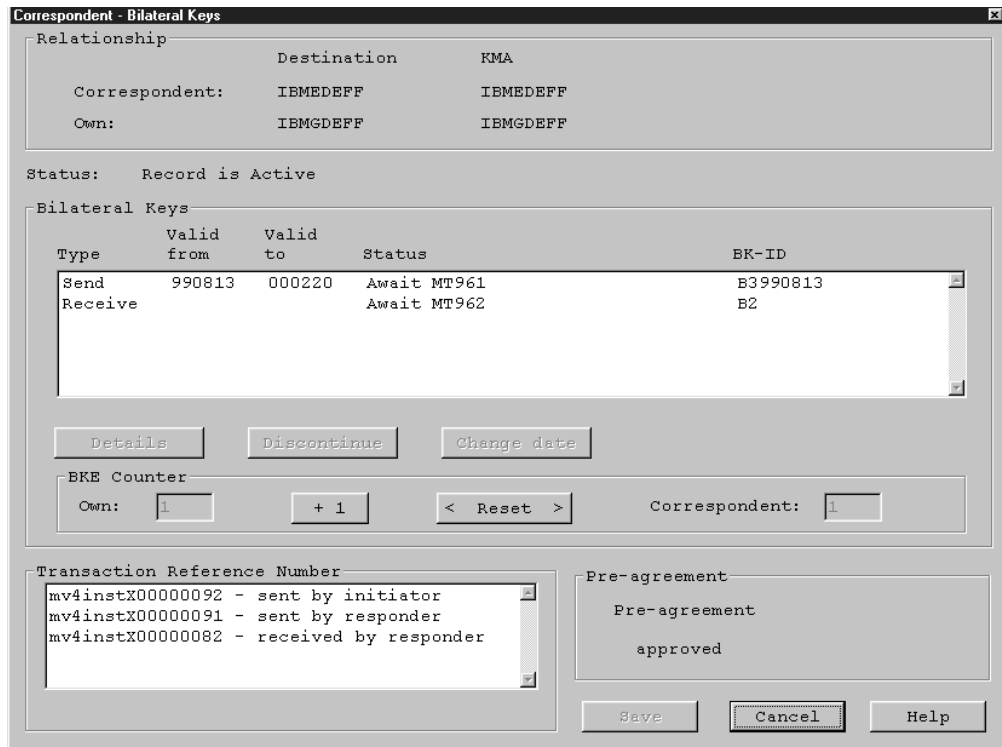 Correspondent - Bilateral Keys
Relationship
Destination KMA
Correspondent: IBMEDEFF IBMEDEFF
Own: IBMGDEFF IBMGDEFF
Status: Record is Active
Bilateral Keys
Valid Valid
Type from to Status BK-ID
Send 990813 000220 Await MT961 B3990813
Receive Await MT962 B2
Details Discontinue Change date
BKE Counter
Own: 1 + 1 < Reset > Correspondent: 1
Transaction Reference Number
mv4instX00000092 - sent by initiator
mv4instX00000091 - sent by responder
mv4instX00000082 - received by responder
Pre-agreement
Pre-agreement
approved
Save Cancel Help